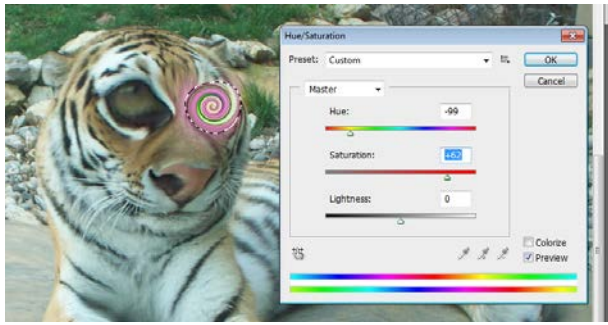 Hue/Saturation
Preset: Custom
OK
Cancel
Master
Hue: -99
Saturation: +62
Lightness: 0
Colorize
Preview